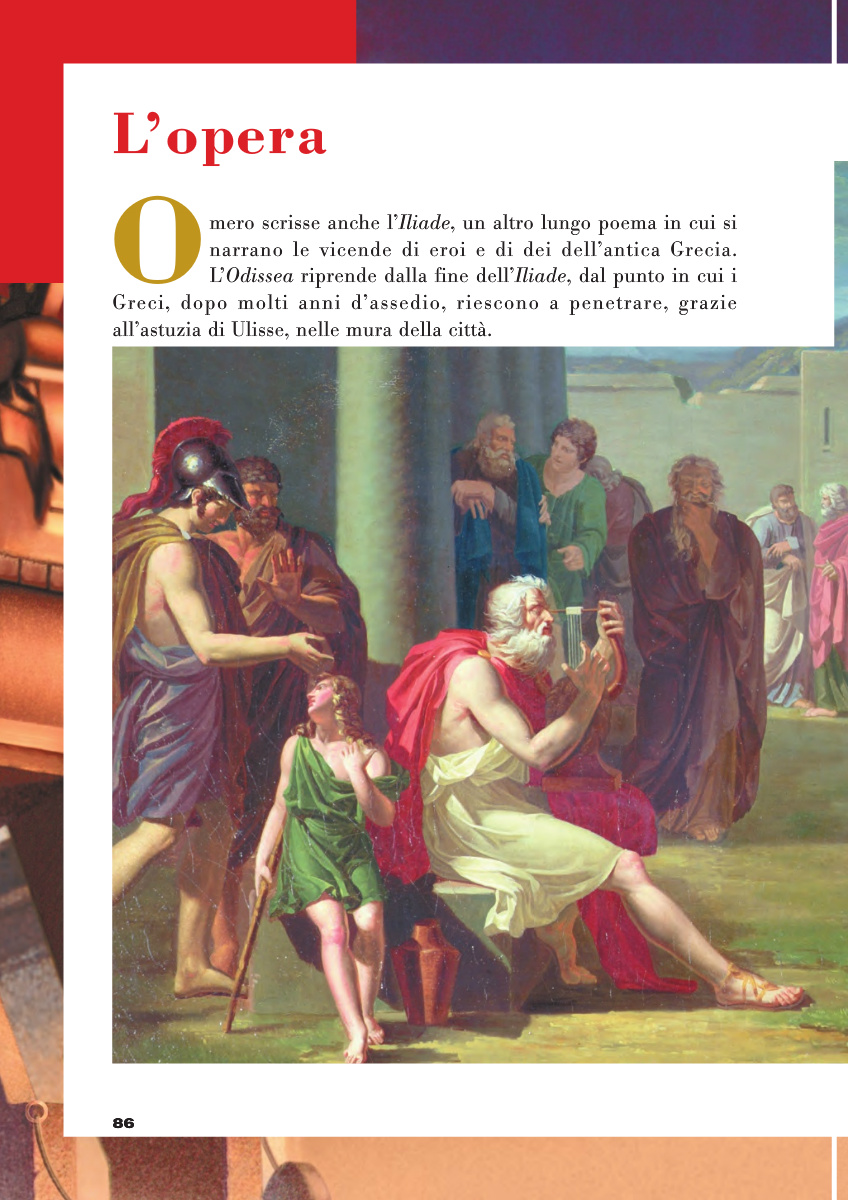 L’opera
Omero scrisse anche l’Iliade, un altro lungo poema in cui si
narrano le vicende di eroi e di dei dell’antica Grecia.
L’Odissea riprende dalla fine dell’Iliade, dal punto in cui i
Greci, dopo molti anni d’assedio, riescono a penetrare, grazie
all’astuzia di Ulisse, nelle mura della città.
86